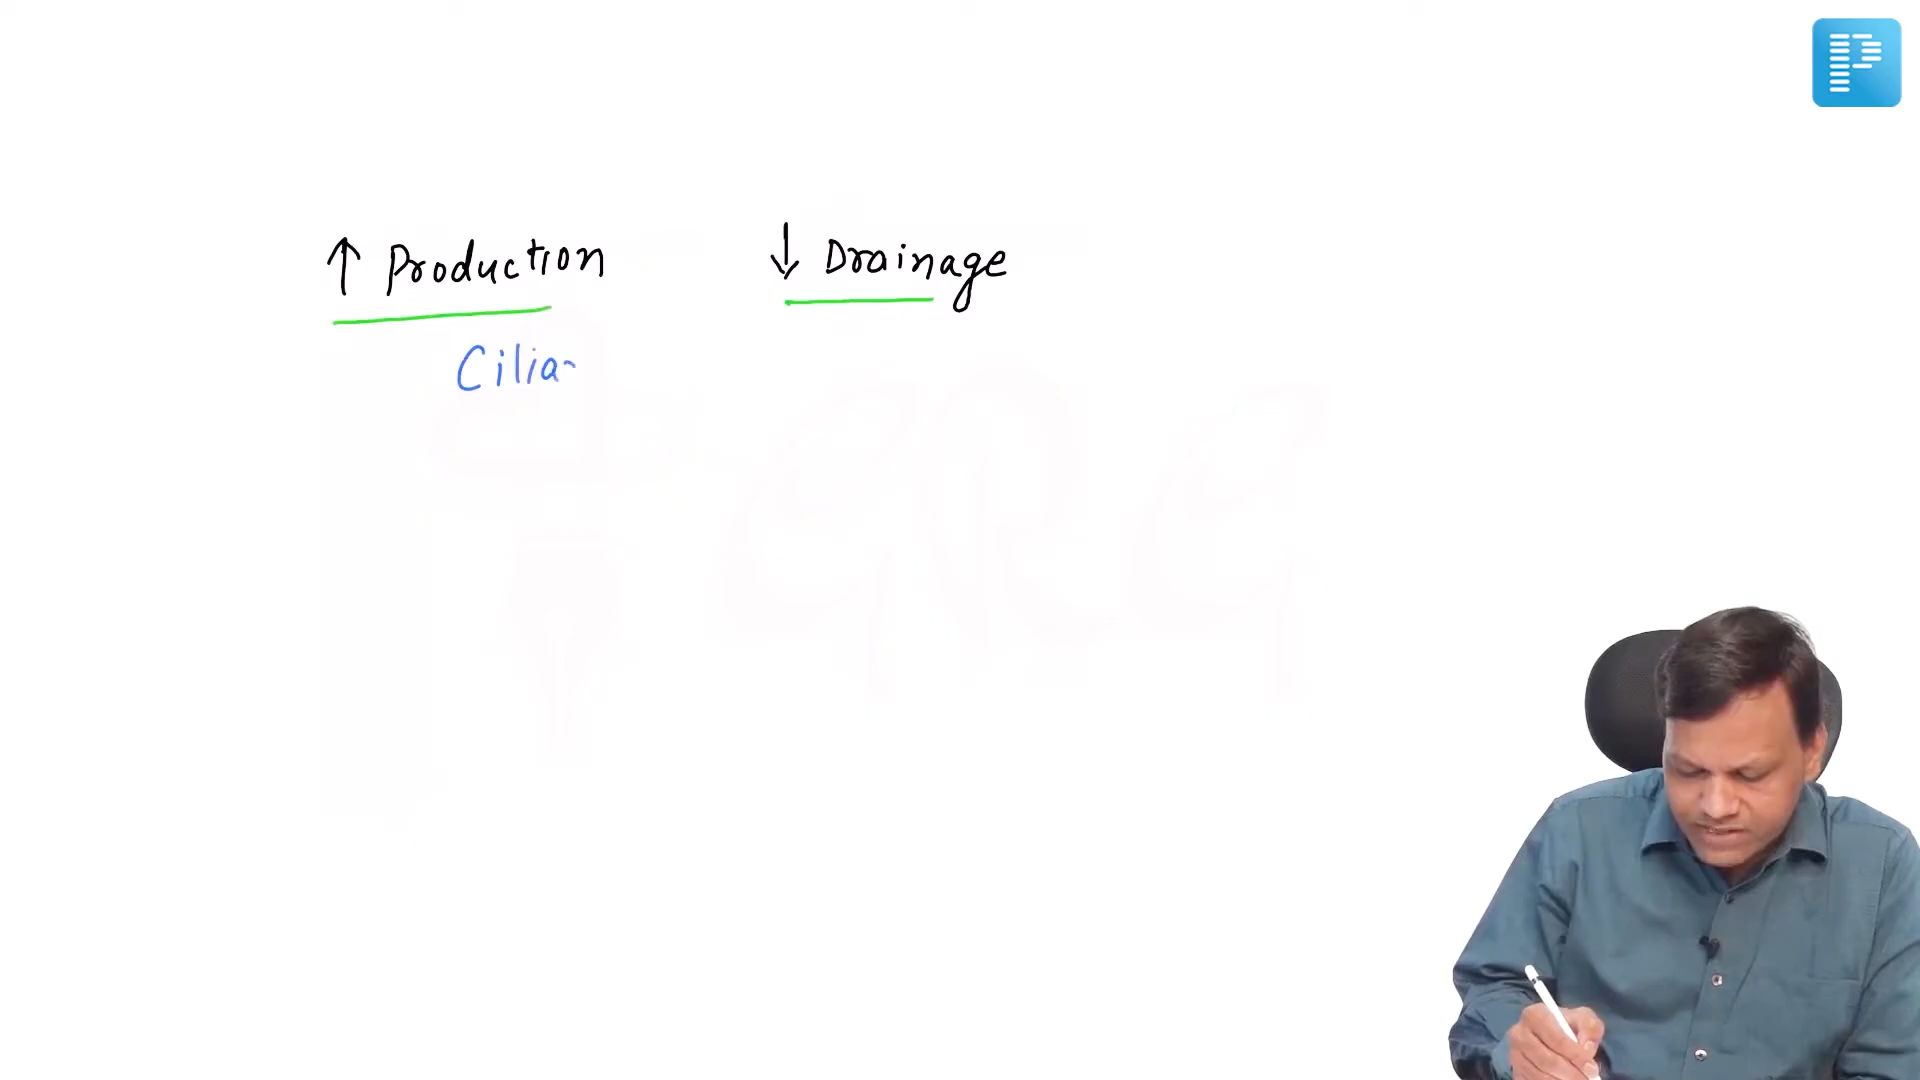 ↑ Production ↓ Drainage
Cilia